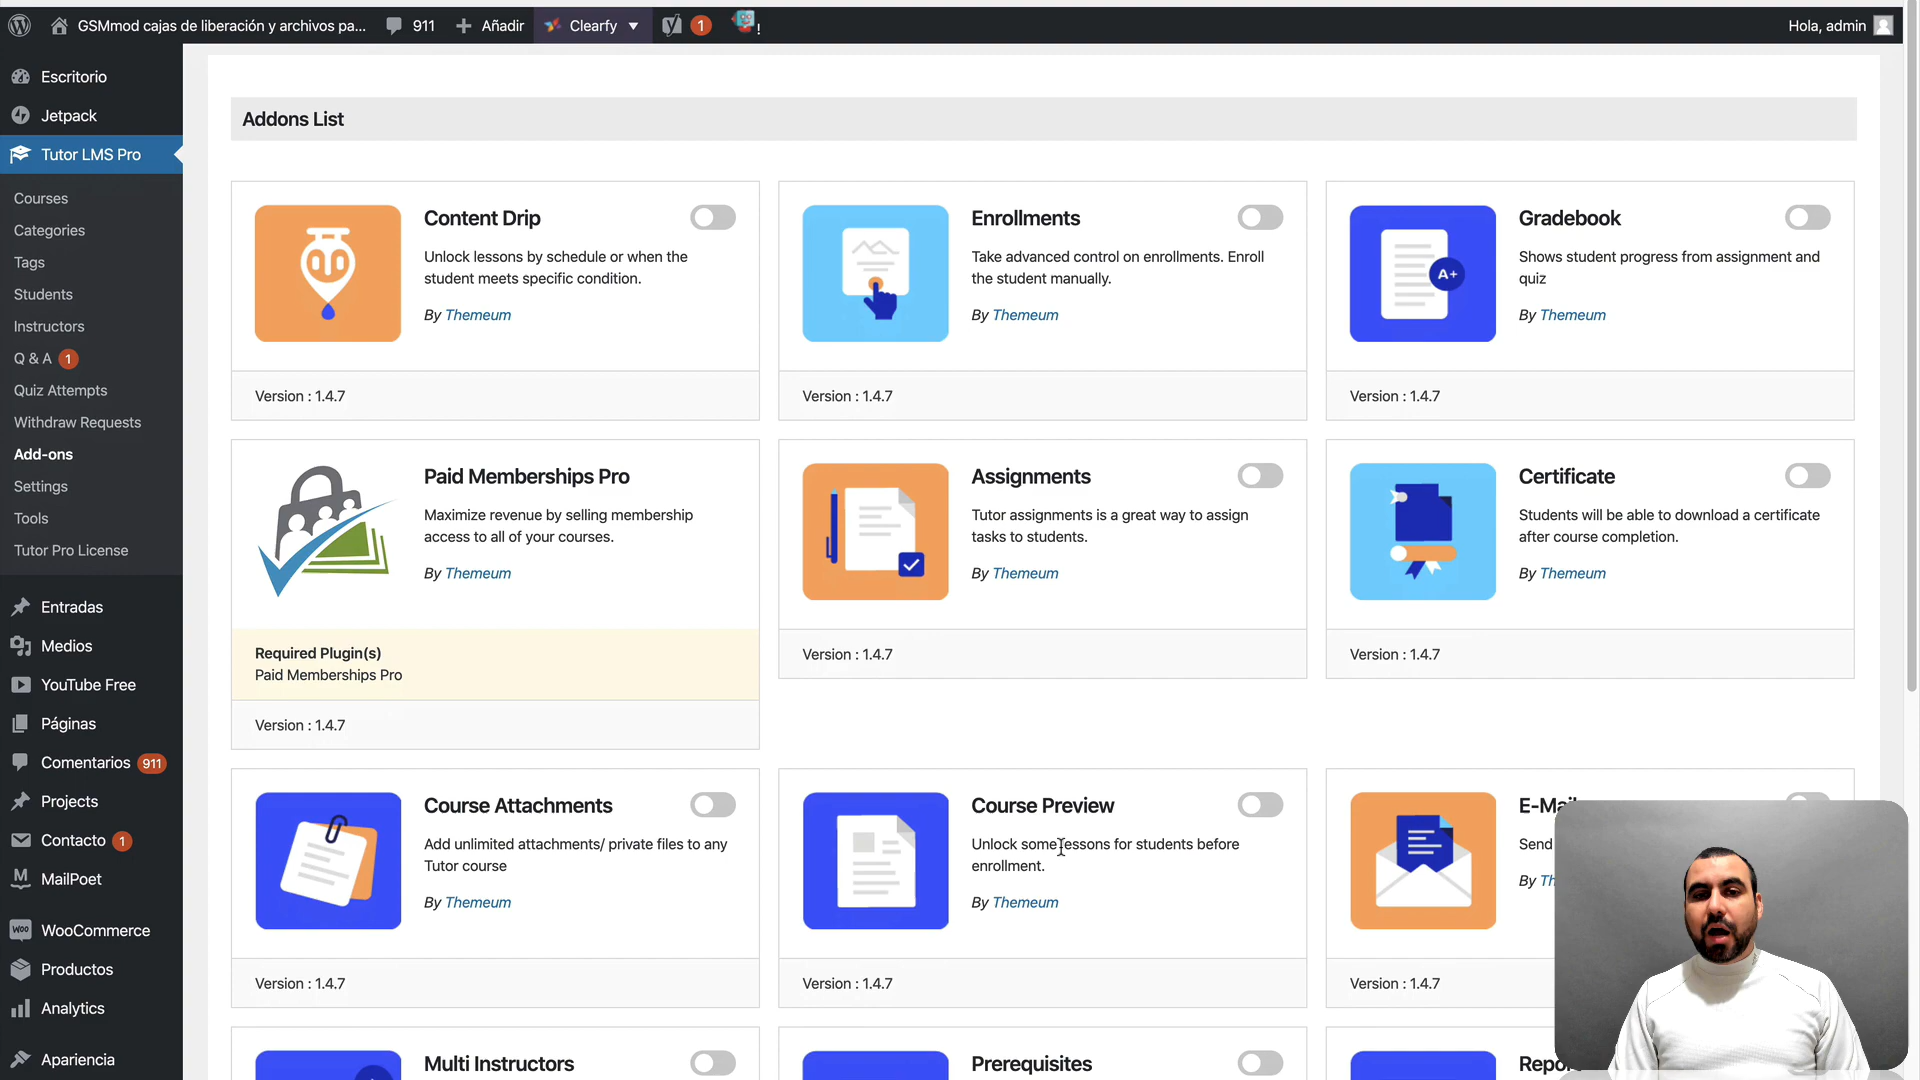 GSMmod cajas de liberación y archivos pa... 911 Añadir Clearfy 1 ! Hola, admin
Escritorio
Jetpack
Tutor LMS Pro
Courses
Categories
Tags
Students
Instructors
Q & A 1
Quiz Attempts
Withdraw Requests
Add-ons
Settings
Tools
Tutor Pro License
Entradas
Medios
YouTube Free
Páginas
Comentarios 911
Projects
Contacto 1
MailPoet
WooCommerce
Productos
Analytics
Apariencia
Addons List
Content Drip
Unlock lessons by schedule or when the
student meets specific condition.
By Themeum
Version : 1.4.7
Enrollments
Take advanced control on enrollments. Enroll
the student manually.
By Themeum
Version : 1.4.7
A+
Gradebook
Shows student progress from assignment and
quiz
By Themeum
Version : 1.4.7
Paid Memberships Pro
Maximize revenue by selling membership
access to all of your courses.
By Themeum
Required Plugin(s)
Paid Memberships Pro
Version : 1.4.7
Assignments
Tutor assignments is a great way to assign
tasks to students.
By Themeum
Version : 1.4.7
Certificate
Students will be able to download a certificate
after course completion.
By Themeum
Version : 1.4.7
Course Attachments
Add unlimited attachments/ private files to any
Tutor course
By Themeum
Version : 1.4.7
Course Preview
Unlock some lessons for students before
enrollment.
By Themeum
Version : 1.4.7
Send
By
Version : 1.4.7
Multi Instructors
Prerequisites